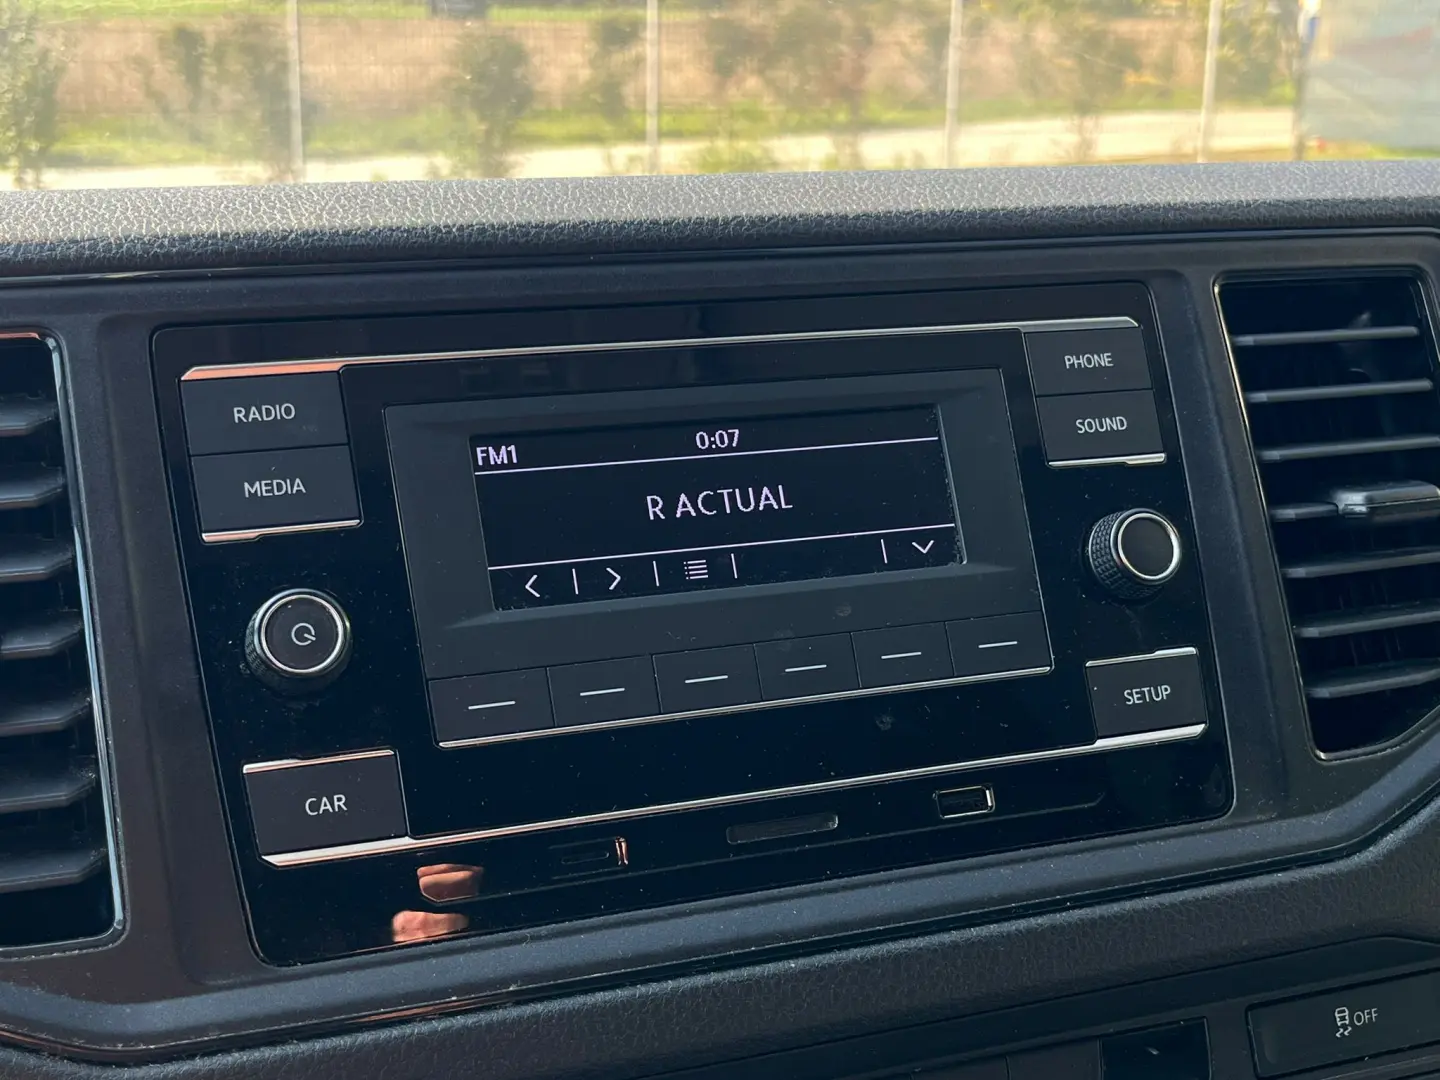 RADIO
MEDIA
FM1 0:07
R ACTUAL
PHONE
SOUND
SETUP
CAR
OFF